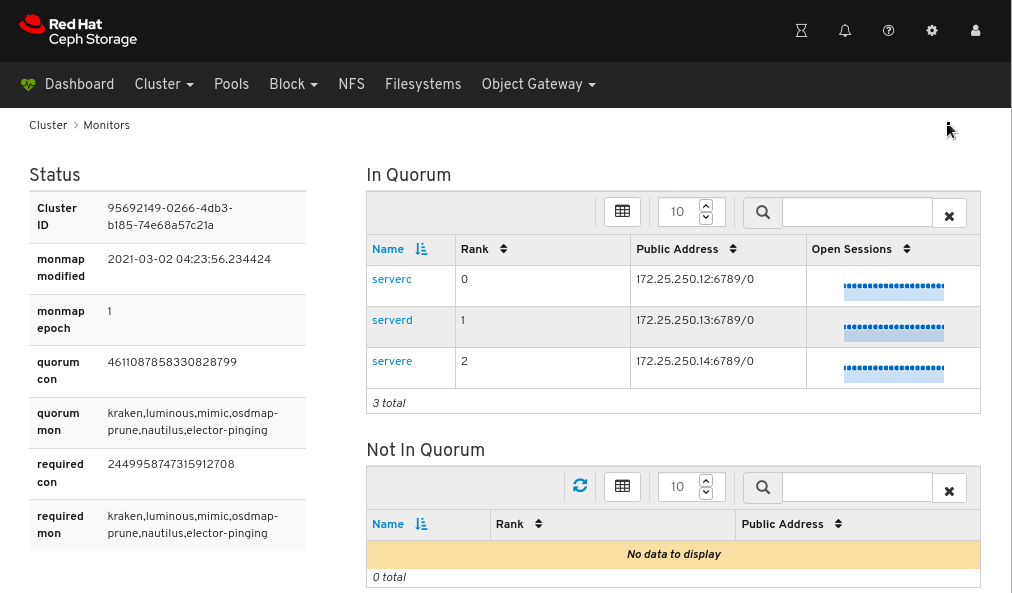 Red Hat
Ceph Storage
Dashboard Cluster Pools Block NFS Filesystems Object Gateway
Cluster > Monitors
Status
Cluster ID 95692149-0266-4db3-
b185-74e68a57c21a
monmap modified 2021-03-02 04:23:56.234424
monmap epoch 1
quorum con 4611087858330828799
quorum mon kraken,luminous,mimic,osdmap-
prune,nautilus,elector-pinging
required con 2449958747315912708
required mon kraken,luminous,mimic,osdmap-
prune,nautilus,elector-pinging
In Quorum
10
Name Rank Public Address Open Sessions
serverc 0 172.25.250.12:6789/0
serverd 1 172.25.250.13:6789/0
servere 2 172.25.250.14:6789/0
3 total
Not In Quorum
10
Name Rank Public Address
No data to display
0 total